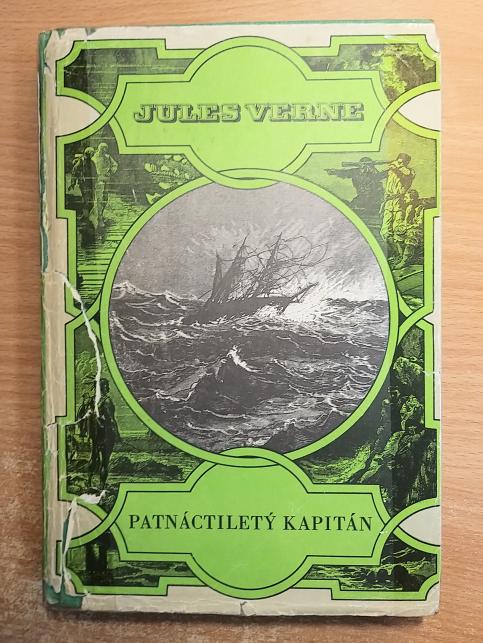 JULES VERNE
PATNÁCTILETÝ KAPITÁN